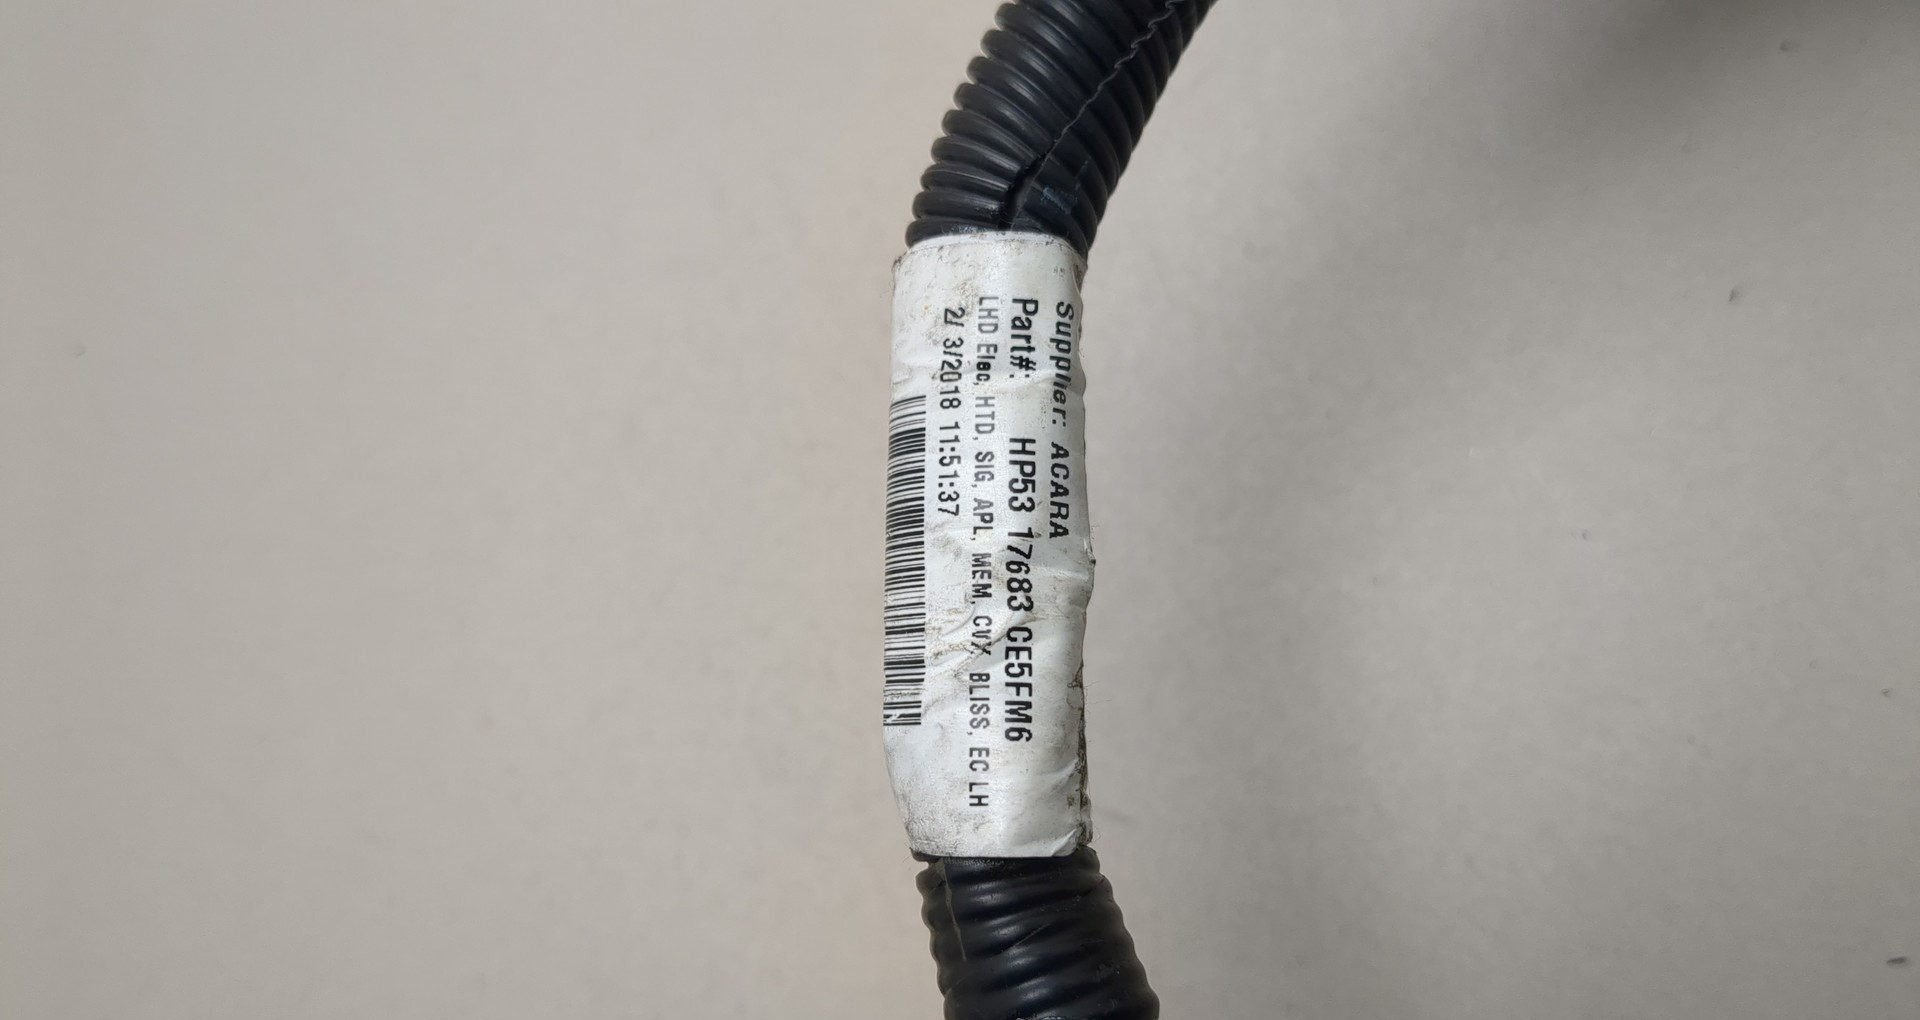 Supplier: ACARA
Part#: HP53 17683 CE5FM6
LHD Elec, HTD, SIG, APL, MEM, CVX, BLISS, EC LH
2/ 3/2018 11:51:37